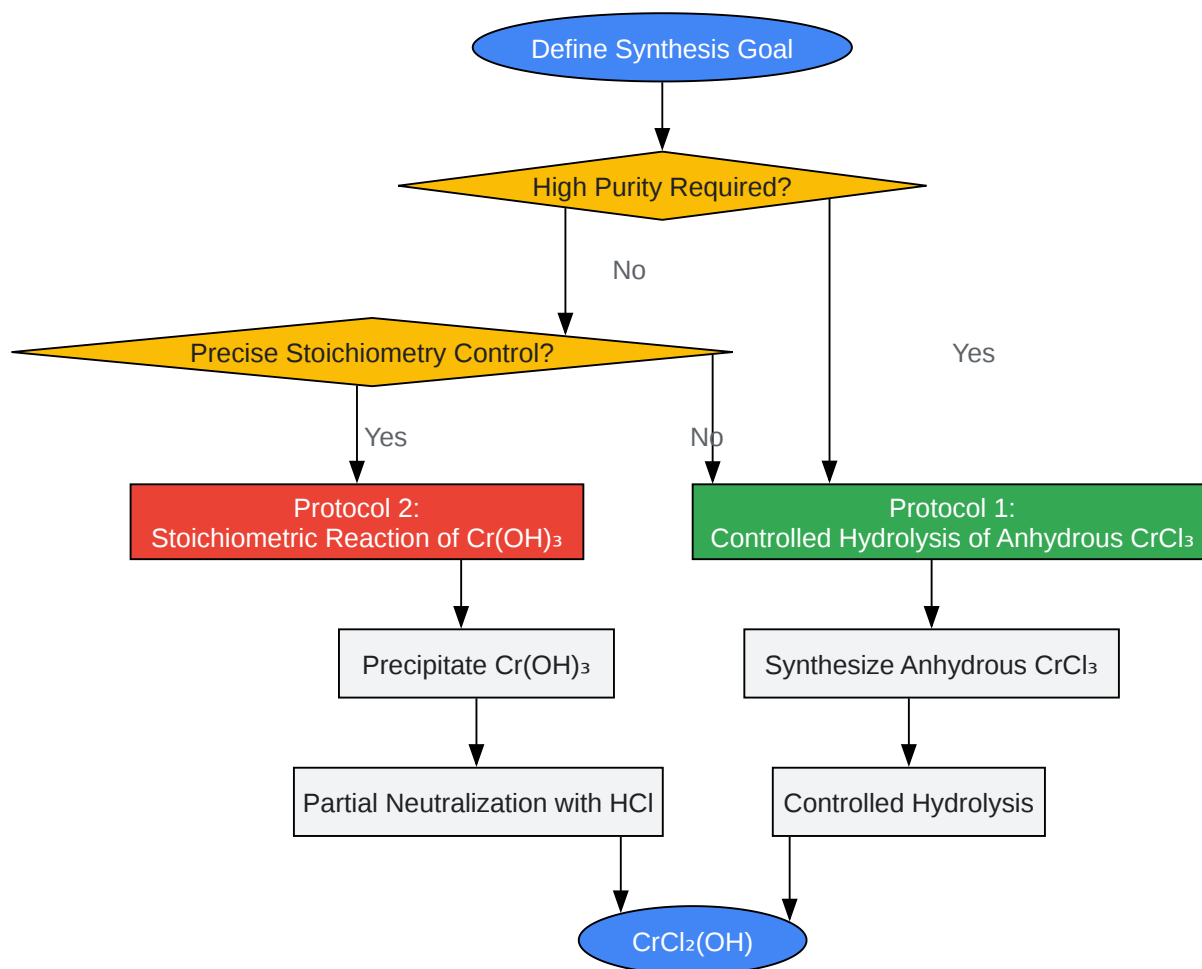 Define Synthesis Goal
High Purity Required?
No
Precise Stoichiometry Control?
Yes
Yes
No
Protocol 2:
Stoichiometric Reaction of Cr(OH)₃
Protocol 1:
Controlled Hydrolysis of Anhydrous CrCl₃
Precipitate Cr(OH)₃
Synthesize Anhydrous CrCl₃
Partial Neutralization with HCl
Controlled Hydrolysis
CrCl₂(OH)